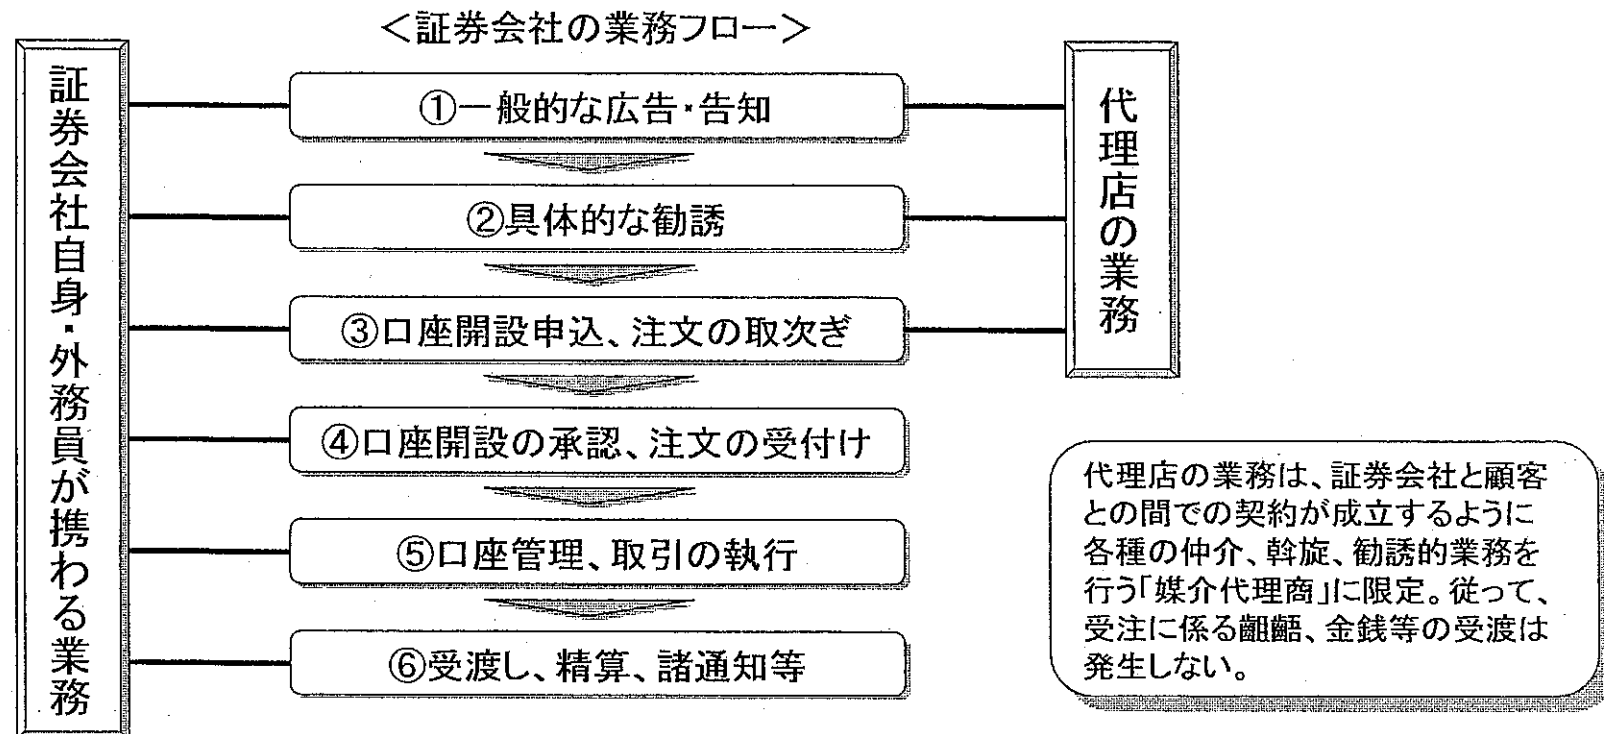 ＜証券会社の業務フロー＞
証券会社自身・外務員が携わる業務
①一般的な広告・告知
②具体的な勧誘
③口座開設申込、注文の取次ぎ
④口座開設の承認、注文の受付け
⑤口座管理、取引の執行
⑥受渡し、精算、諸通知等
代理店の業務
代理店の業務は、証券会社と顧客
との間での契約が成立するように
各種の仲介、斡旋、勧誘的業務を
行う「媒介代理商」に限定。従って、
受注に係る齟齬、金銭等の受渡は
発生しない。